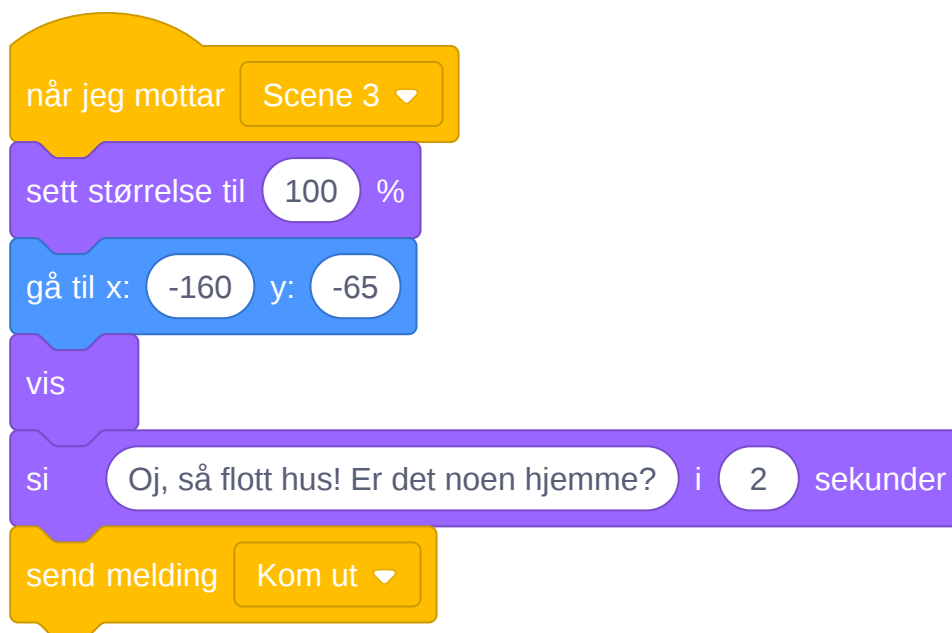 når jeg mottar Scene 3
sett størrelse til 100 %
gå til x: -160 y: -65
vis
si Oj, så flott hus! Er det noen hjemme? i 2 sekunder
send melding Kom ut